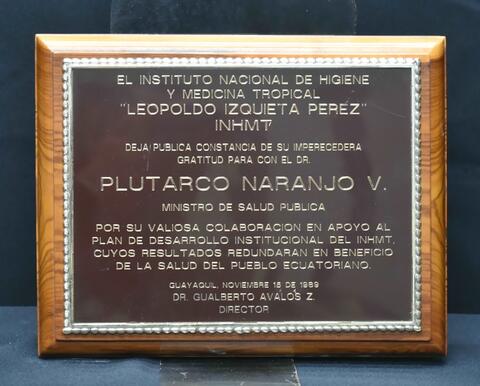 EL INSTITUTO NACIONAL DE HIGIENE
Y MEDICINA TROPICAL
"LEOPOLDO IZQUIETA PEREZ"
INHMT
DEJA PUBLICA CONSTANCIA DE SU IMPERECEDERA
GRATITUD PARA CON EL DR.
PLUTARCO NARANJO V.
MINISTRO DE SALUD PUBLICA
POR SU VALIOSA COLABORACION EN APOYO AL
PLAN DE DESARROLLO INSTITUCIONAL DEL INHMT,
CUYOS RESULTADOS REDUNDARAN EN BENEFICIO
DE LA SALUD DEL PUEBLO ECUATORIANO.
GUAYAQUIL, NOVIEMBRE 15 DE 1989
DR. GUALBERTO AVALOS Z.
DIRECTOR